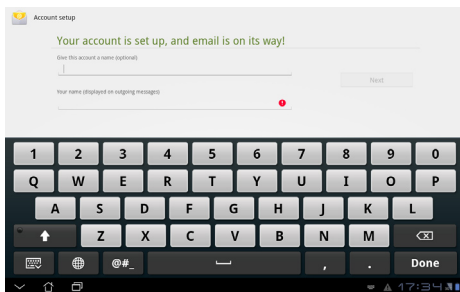 Account setup
Your account is set up, and email is on its way!
Give this account a name (optional)
Next
Your name (displayed on outgoing messages)
1 2 3 4 5 6 7 8 9 0
Q W E R T Y U I O P
A S D F G H J K L
Z X C V B N M
@#_ , . Done
17:34